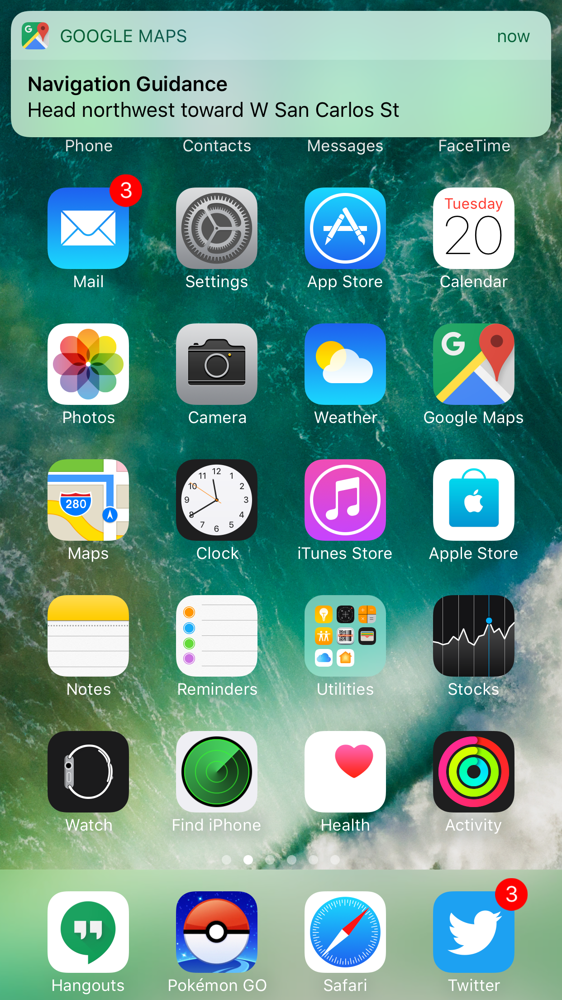 GOOGLE MAPS now
Navigation Guidance
Head northwest toward W San Carlos St
Phone Contacts Messages FaceTime
3
Tuesday
20
Mail Settings App Store Calendar
G
Photos Camera Weather Google Maps
280
12 1 2 3 4 5 6 7 8 9 10 11
Maps Clock iTunes Store Apple Store
Notes Reminders Utilities Stocks
Watch Find iPhone Health Activity
3
Hangouts Pokémon GO Safari Twitter